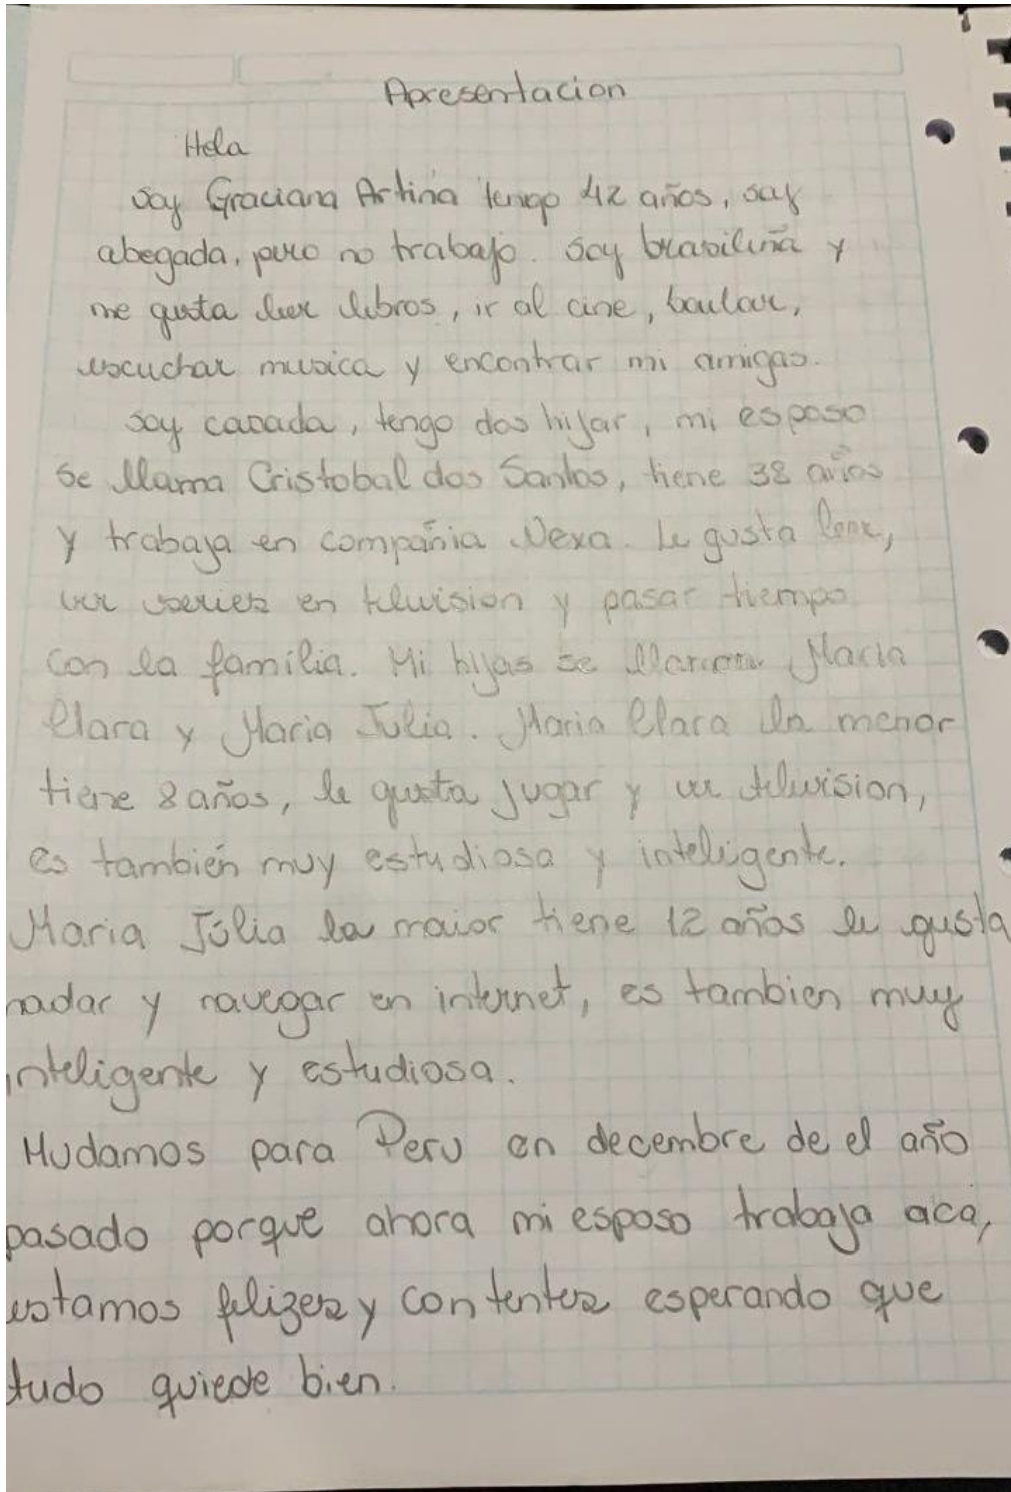 Apresentacion
Hola
Soy Graciana Artina tengo 42 años, soy
abogada, pero no trabajo. Soy brasiliña y
me gusta leer libros, ir al cine, bailar,
escuchar musica y encontrar mi amigas.
Soy casada, tengo dos hijar, mi esposo
se llama Cristobal dos Santos, tiene 38 años
y trabaja en compañia Nexa. Le gusta leer,
ver series en television y pasar tiempo
con la família. Mi hijas se llaman Maria
Clara y Maria Julia. Maria Clara la menor
tiene 8 años, le gusta jugar y ver television,
es también muy estudiosa y inteligente.
Maria Júlia la maior tiene 12 años le gusta
nadar y navegar en internet, es tambien muy
inteligente y estudiosa.
Mudamos para Peru en decembre de el año
pasado porque ahora mi esposo trabaja aca,
estamos felizes y contentes esperando que
tudo quiede bien.